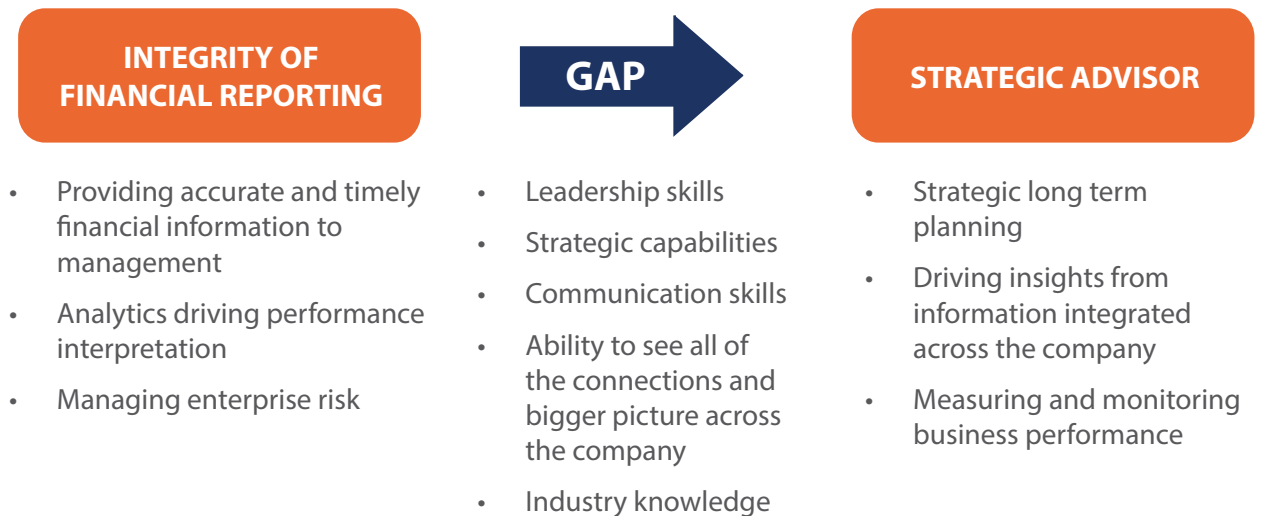 INTEGRITY OF
FINANCIAL REPORTING
• Providing accurate and timely
financial information to
management
• Analytics driving performance
interpretation
• Managing enterprise risk
GAP
• Leadership skills
• Strategic capabilities
• Communication skills
• Ability to see all of
the connections and
bigger picture across
the company
• Industry knowledge
STRATEGIC ADVISOR
• Strategic long term
planning
• Driving insights from
information integrated
across the company
• Measuring and monitoring
business performance